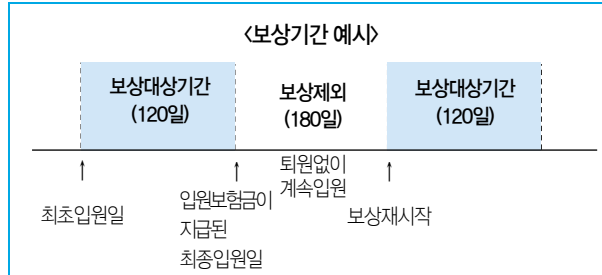 〈보상기간 예시〉
보상대상기간
(120일)
보상제외
(180일)
보상대상기간
(120일)
퇴원없이
계속입원
최초입원일
입원보험금이
지급된
최종입원일
보상재시작